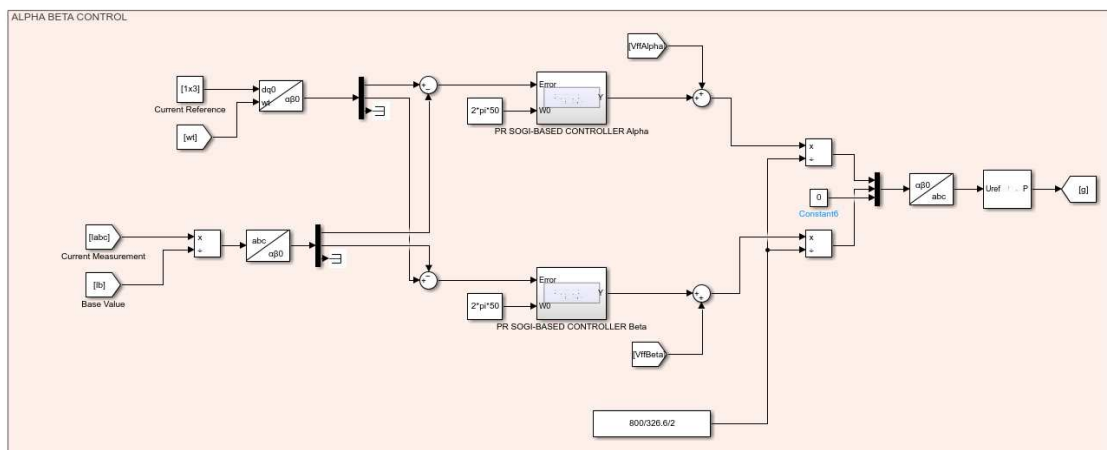 ALPHA BETA CONTROL
[VffAlpha]
[1x3]
dq0
wt
αβ0
Current Reference
[wt]
+
−
Error
Y
2*pi*50
W0
PR SOGI-BASED CONTROLLER Alpha
+
+
x
÷
αβ0
abc
Uref
P
[g]
0
Constant6
[Iabc]
Current Measurement
x
÷
abc
αβ0
[Ib]
Base Value
−
+
Error
Y
2*pi*50
W0
PR SOGI-BASED CONTROLLER Beta
+
+
x
÷
[VffBeta]
800/326.6/2